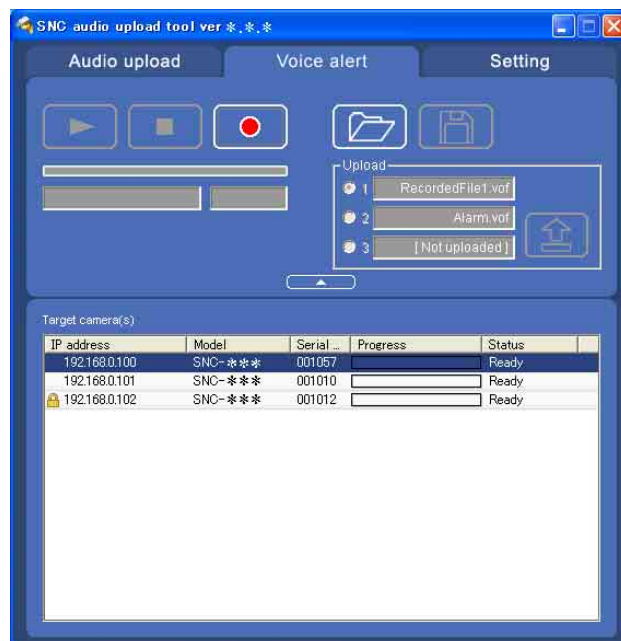 SNC audio upload tool ver *.*.*
Audio upload Voice alert Setting
Upload
1 RecordedFile1.vof
2 Alarm.vof
3 [ Not uploaded ]
Target camera(s)
IP address Model Serial ... Progress Status
192.168.0.100 SNC-*** 001057 Ready
192.168.0.101 SNC-*** 001010 Ready
192.168.0.102 SNC-*** 001012 Ready